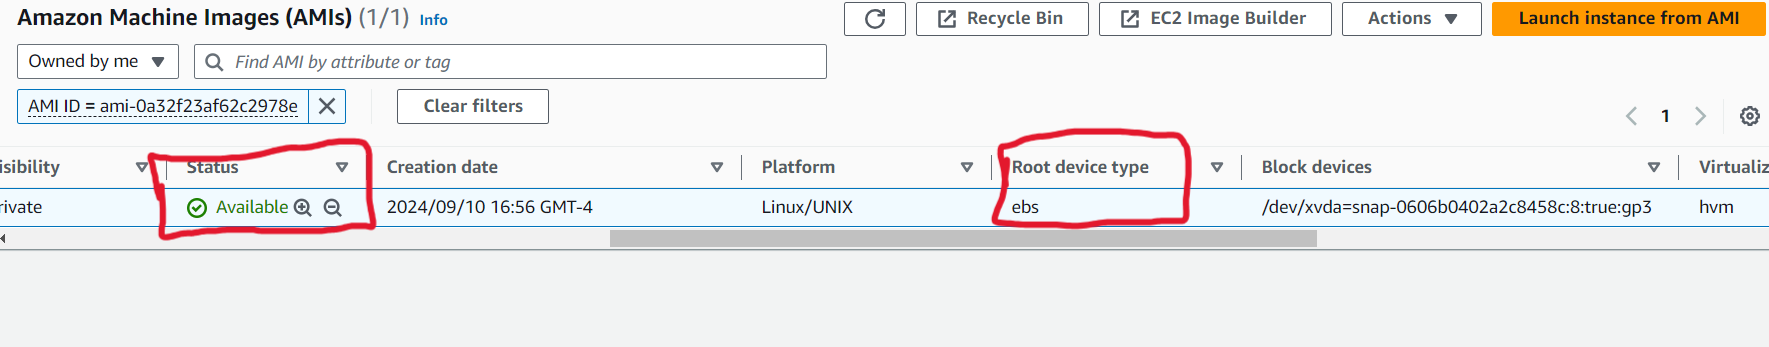 Amazon Machine Images (AMIs) (1/1) Info
Recycle Bin
EC2 Image Builder
Actions
Launch instance from AMI
Owned by me
Find AMI by attribute or tag
AMI ID = ami-0a32f23af62c2978e
Clear filters
1
isibility Status Creation date Platform Root device type Block devices Virtualiz
rivate Available 2024/09/10 16:56 GMT-4 Linux/UNIX ebs /dev/xvda=snap-0606b0402a2c8458c:8:true:gp3 hvm